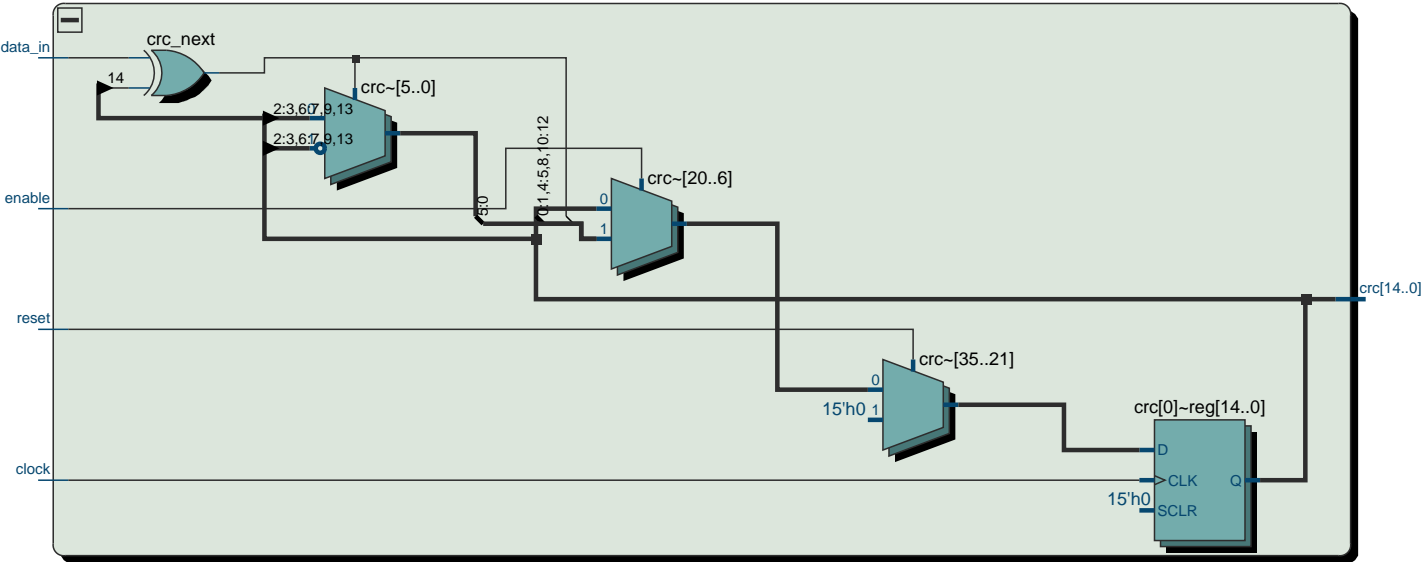 crc_next
data_in
14
crc~[5..0]
2:3,6:7,9,13
2:3,6:7,9,13
0:1,4:5,8,10:12
5:0
crc~[20..6]
enable
0
1
crc[14..0]
reset
crc~[35..21]
0
15'h0
1
crc[0]~reg[14..0]
D
clock
CLK
Q
15'h0
SCLR